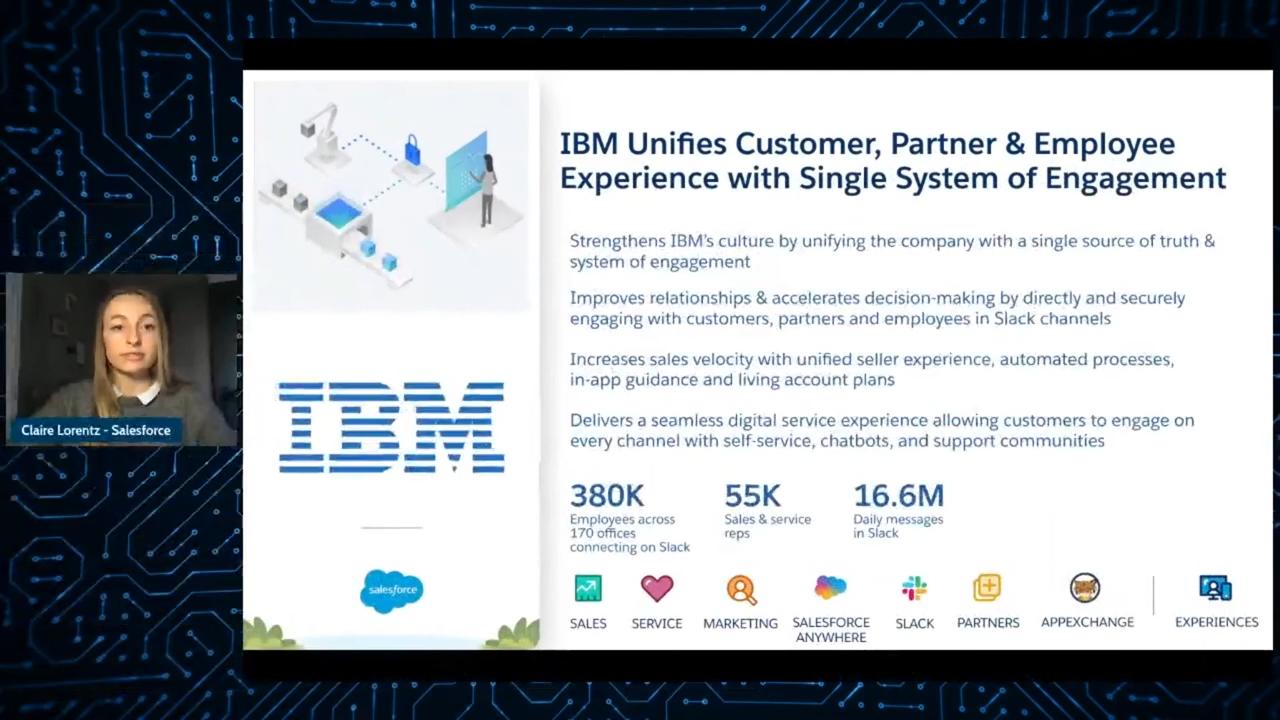 IBM Unifies Customer, Partner & Employee
Experience with Single System of Engagement
Strengthens IBM's culture by unifying the company with a single source of truth &
system of engagement
Improves relationships & accelerates decision-making by directly and securely
engaging with customers, partners and employees in Slack channels
Increases sales velocity with unified seller experience, automated processes,
in-app guidance and living account plans
Delivers a seamless digital service experience allowing customers to engage on
every channel with self-service, chatbots, and support communities
380K
Employees across
170 offices
connecting on Slack
55K
Sales & service
reps
16.6M
Daily messages
in Slack
SALES
SERVICE
MARKETING
SALESFORCE
ANYWHERE
SLACK
PARTNERS
APPEXCHANGE
EXPERIENCES
IBM
salesforce
Claire Lorentz - Salesforce